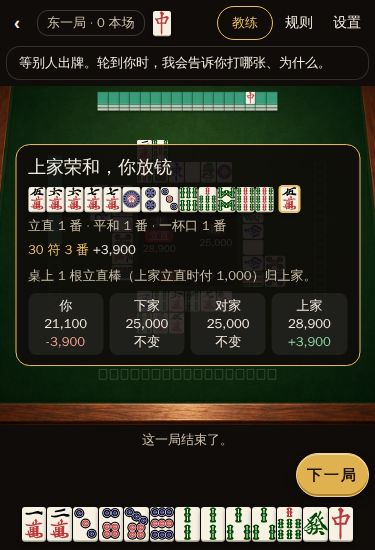 ‹ 东一局 · 0 本场 中 教练 规则 设置
等别人出牌。轮到你时，我会告诉你打哪张、为什么。
上家荣和，你放铳
立直 1 番 · 平和 1 番 · 一杯口 1 番
30 符 3 番 +3,900
桌上 1 根立直棒（上家立直时付 1,000）归上家。
你 下家 对家 上家
21,100 25,000 25,000 28,900
-3,900 不变 不变 +3,900
这一局结束了。
下一局